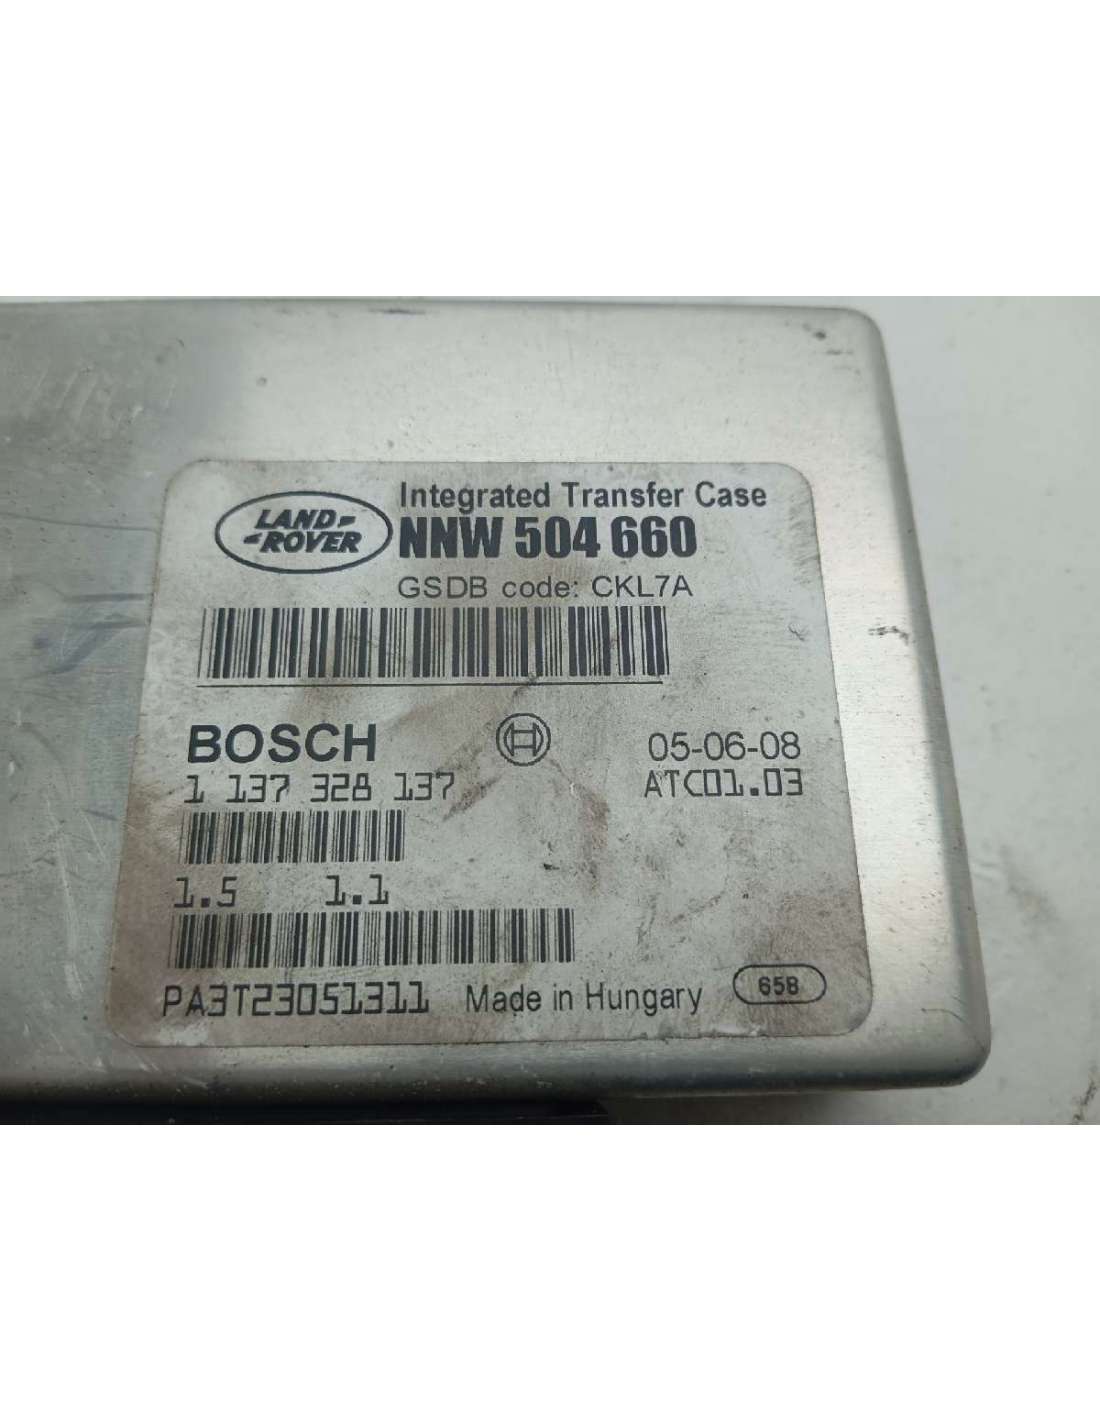 LAND-
-ROVER
Integrated Transfer Case
NNW 504 660
GSDB code: CKL7A
BOSCH
05-06-08
1 137 328 137
ATC01.03
1.5 1.1
PA3T23051311 Made in Hungary
658